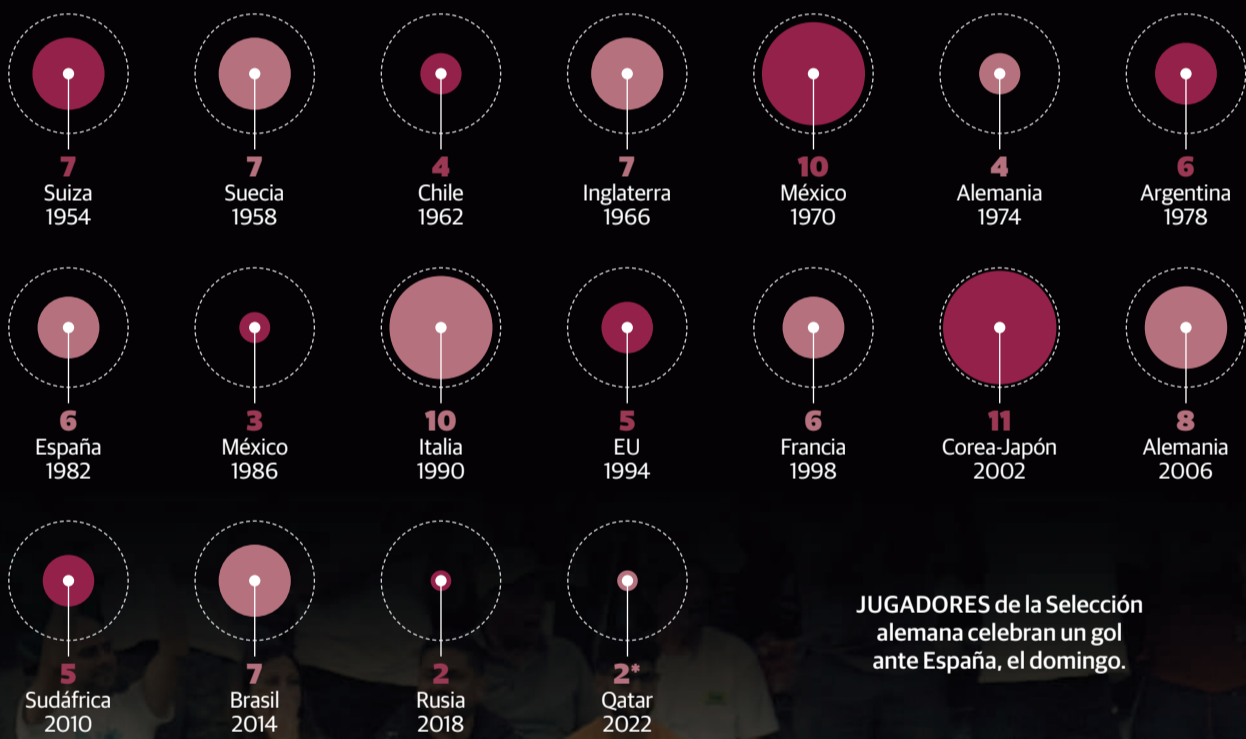 7
Suiza
1954
7
Suecia
1958
4
Chile
1962
7
Inglaterra
1966
10
México
1970
4
Alemania
1974
6
Argentina
1978
6
España
1982
3
México
1986
10
Italia
1990
5
EU
1994
6
Francia
1998
11
Corea-Japón
2002
8
Alemania
2006
5
Sudáfrica
2010
7
Brasil
2014
2
Rusia
2018
2*
Qatar
2022
JUGADORES de la Selección
alemana celebran un gol
ante España, el domingo.